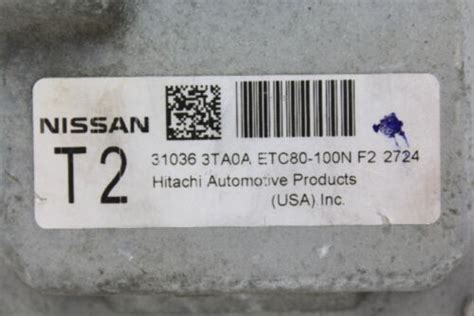 NISSAN
T2
31036 3TA0A ETC80-100N F2 2724
Hitachi Automotive Products
(USA) Inc.